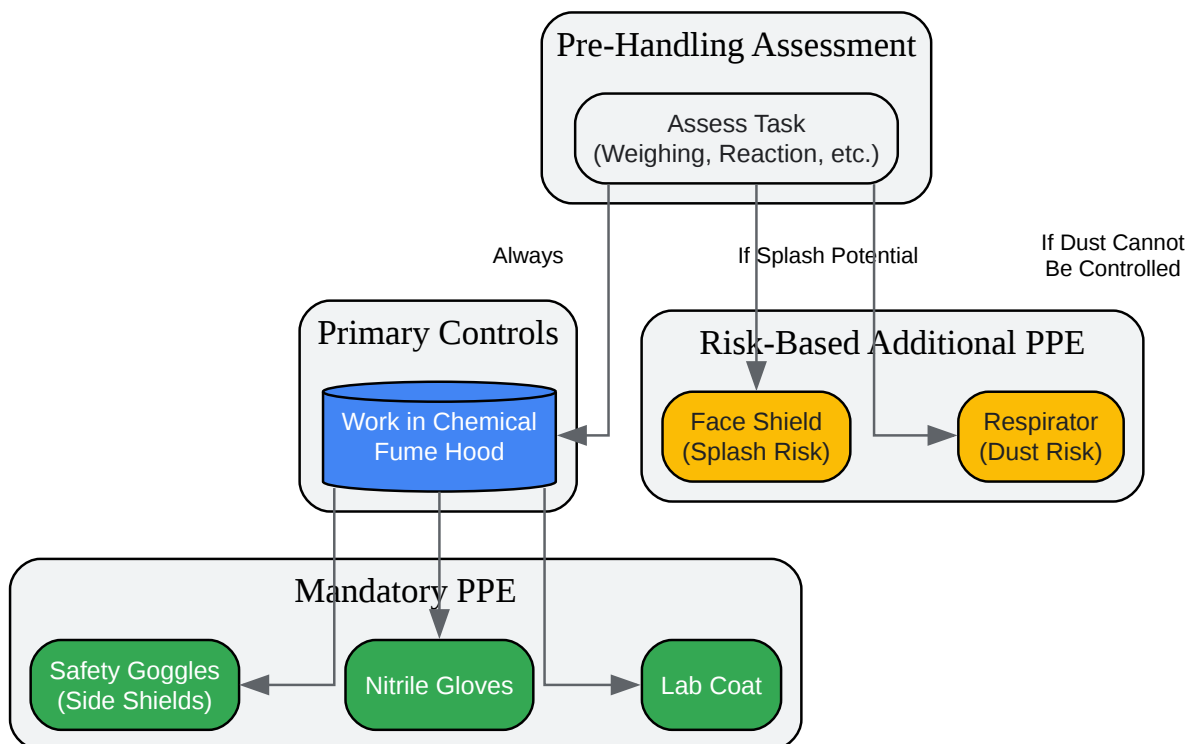 Pre-Handling Assessment
Assess Task
(Weighing, Reaction, etc.)
Always
If Splash Potential
If Dust Cannot
Be Controlled
Primary Controls
Work in Chemical
Fume Hood
Risk-Based Additional PPE
Face Shield
(Splash Risk)
Respirator
(Dust Risk)
Mandatory PPE
Safety Goggles
(Side Shields)
Nitrile Gloves
Lab Coat